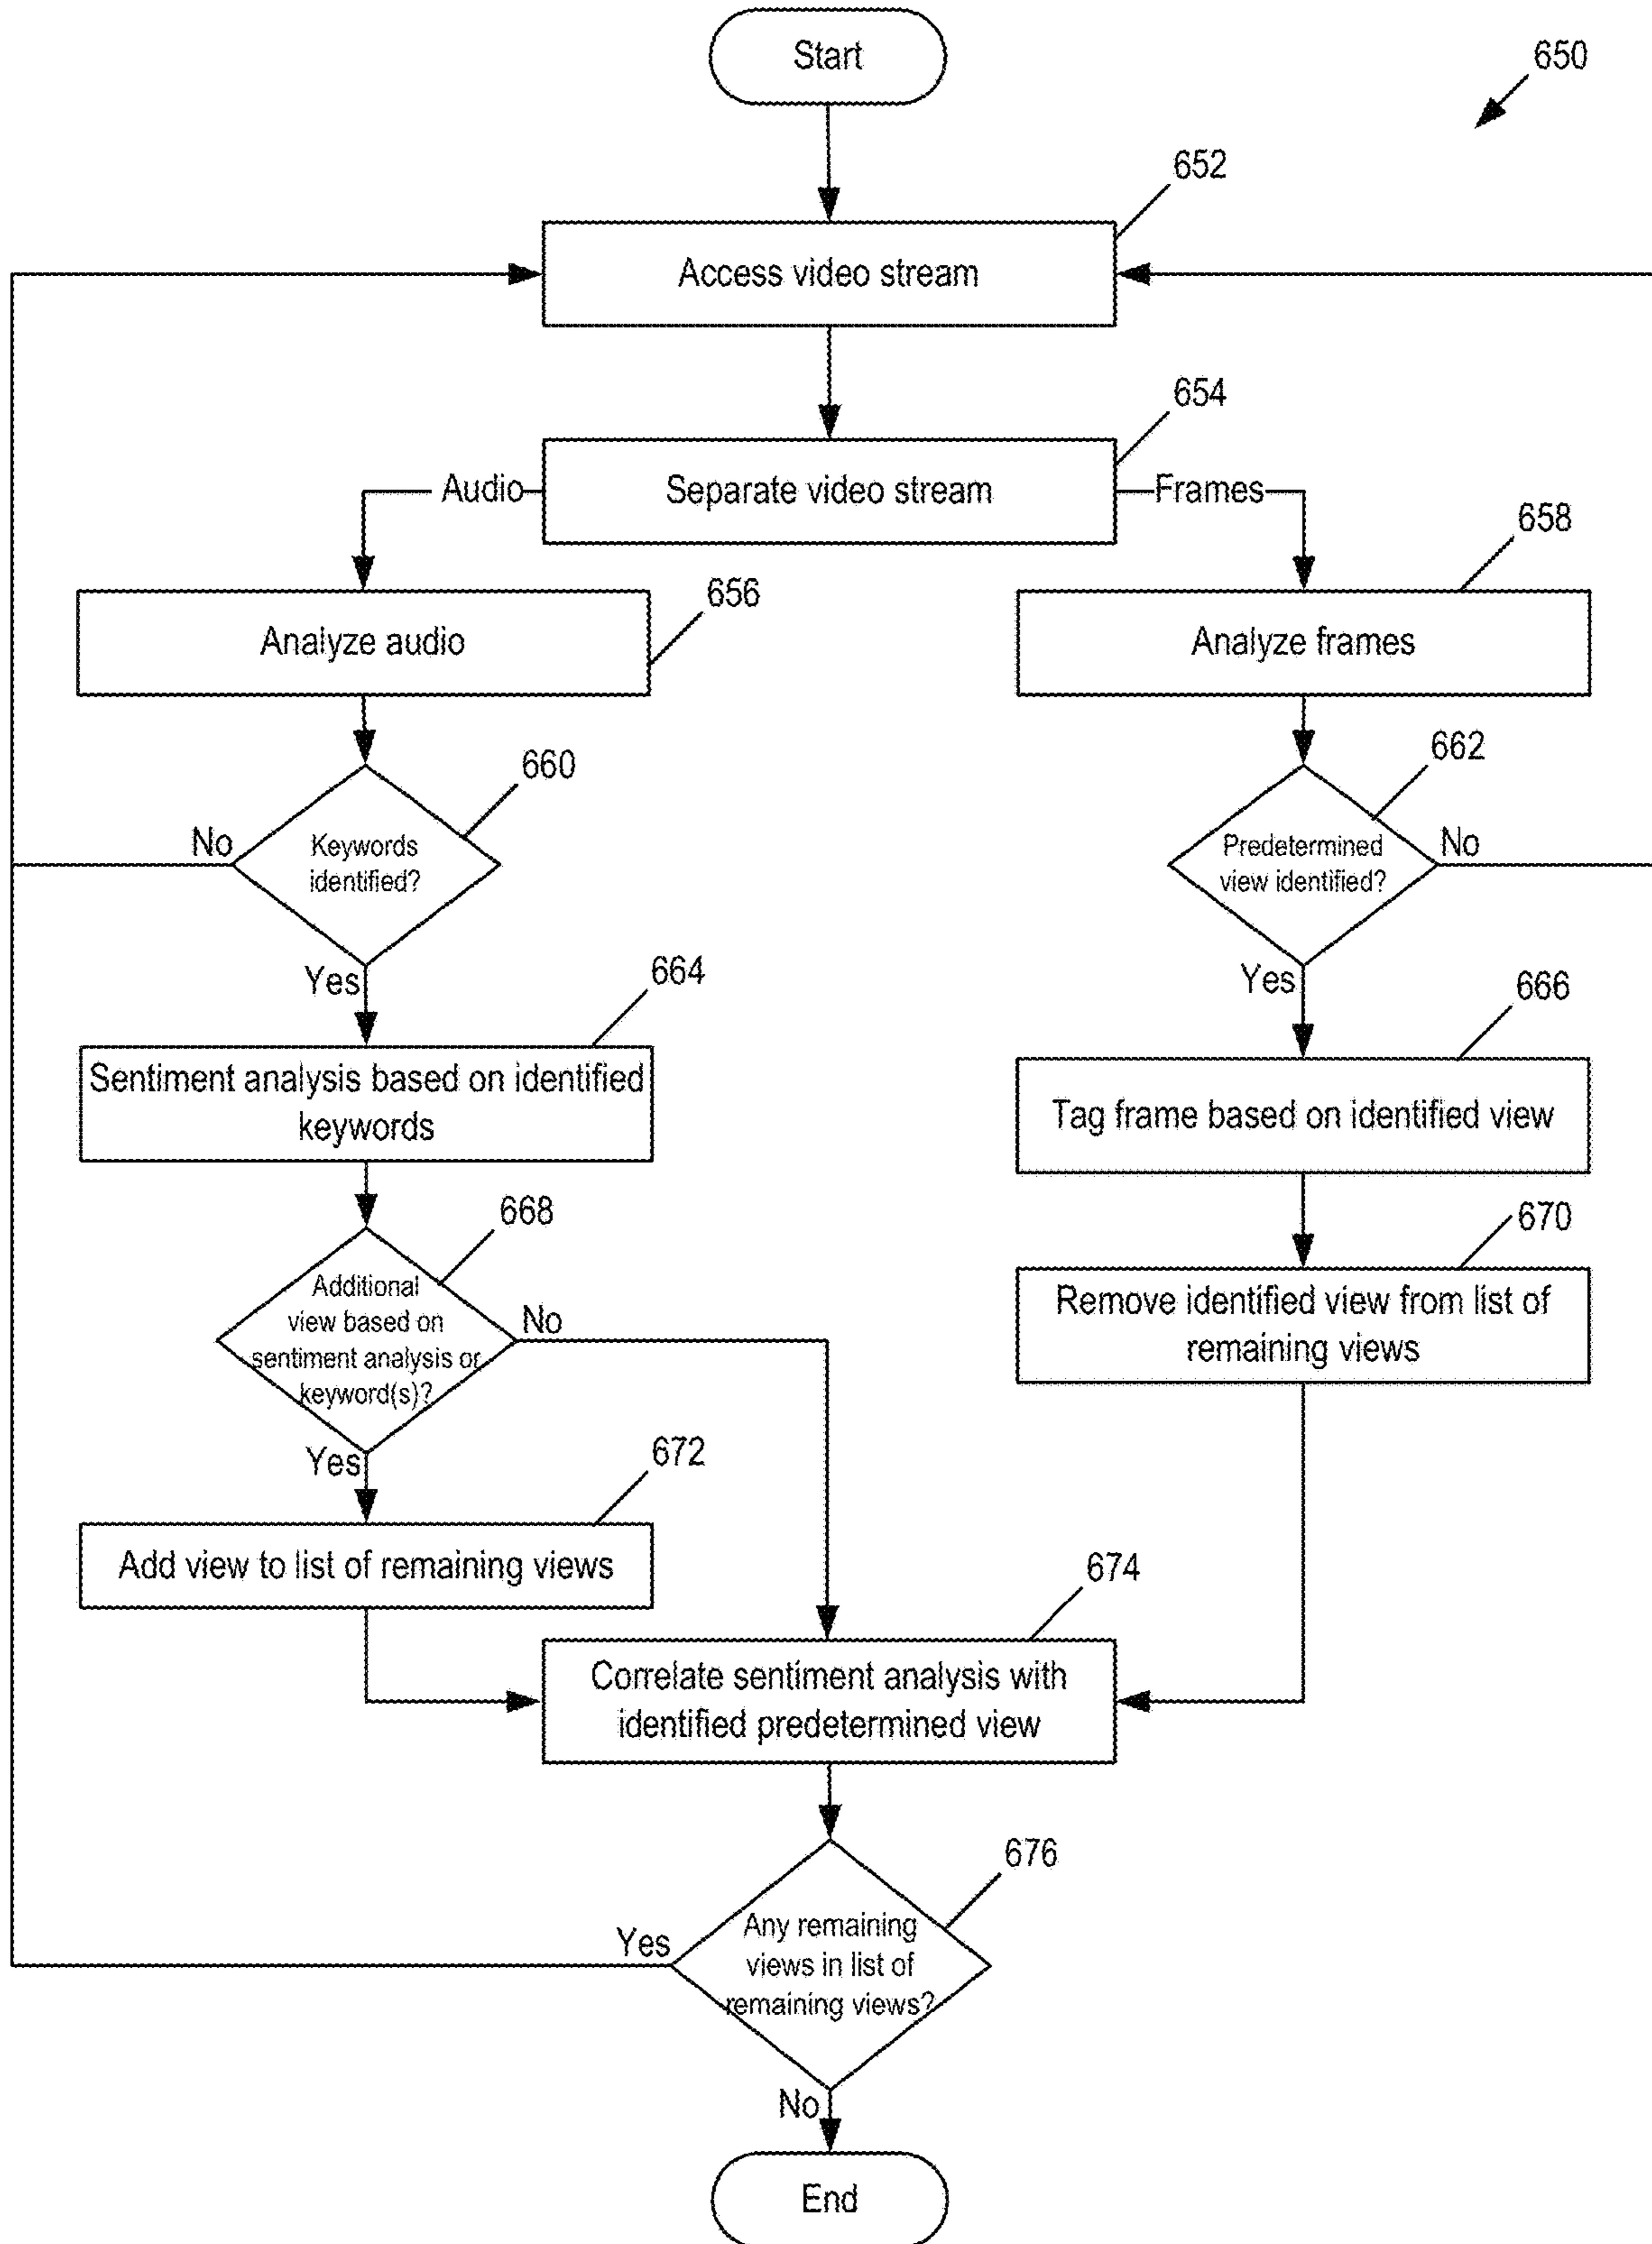 Start
650
652
Access video stream
654
Audio
Separate video stream
Frames
658
656
Analyze audio
Analyze frames
660
662
No
Keywords
identified?
Predetermined
view identified?
No
Yes
664
Yes
666
Sentiment analysis based on identified
keywords
Tag frame based on identified view
668
670
Additional
view based on
sentiment analysis or
keyword(s)?
No
Remove identified view from list of
remaining views
Yes
672
Add view to list of remaining views
674
Correlate sentiment analysis with
identified predetermined view
676
Yes
Any remaining
views in list of
remaining views?
No
End